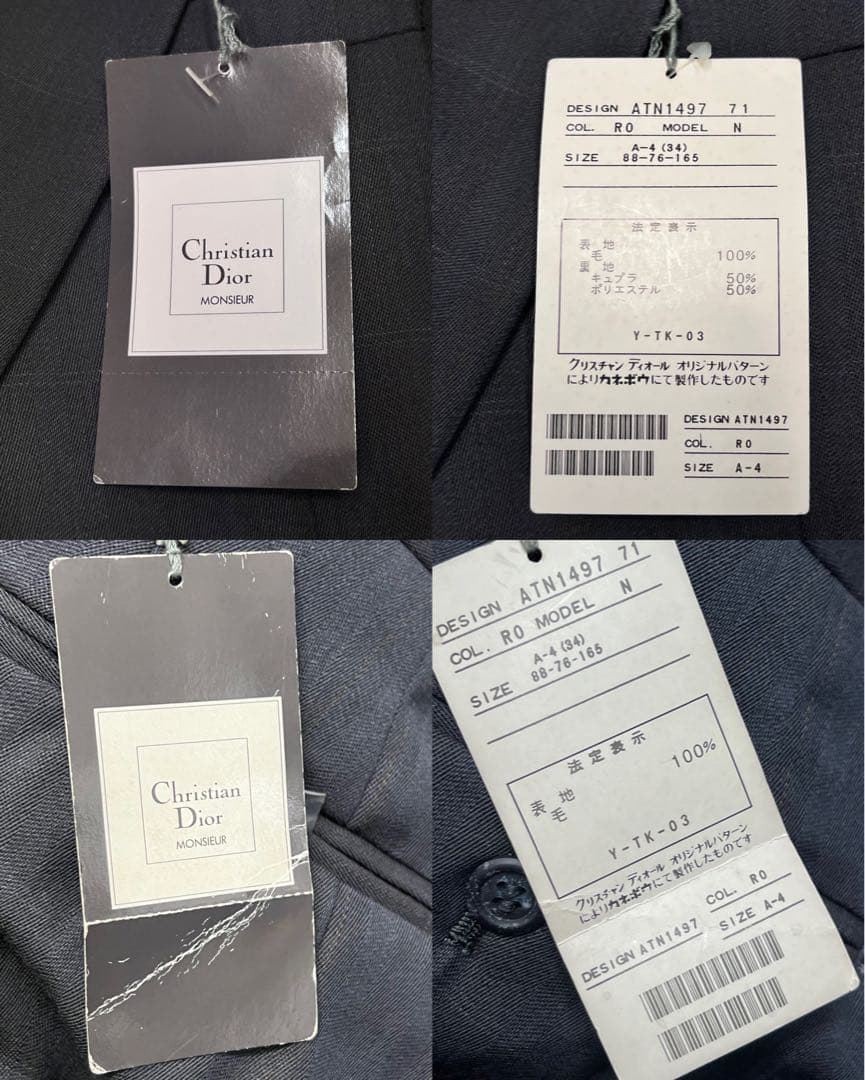 Christian
Dior
MONSIEUR
DESIGN ATN1497 71
COL. RO MODEL N
A-4 (34)
SIZE 88-76-165
法定表示
表地
毛 100%
裏地
キュプラ 50%
ポリエステル 50%
Y-TK-03
クリスチャン ディオール オリジナルパターン
によりカネボウにて製作したものです
DESIGN ATN1497
COL. RO
SIZE A-4
Christian
Dior
MONSIEUR
DESIGN ATN1497 71
COL. RO MODEL N
A-4 (34)
SIZE 88-76-165
法定表示
表地 100%
毛
Y-TK-03
クリスチャン ディオール オリジナルパターン
によりカネボウにて製作したものです
DESIGN ATN1497 COL. RO
SIZE A-4